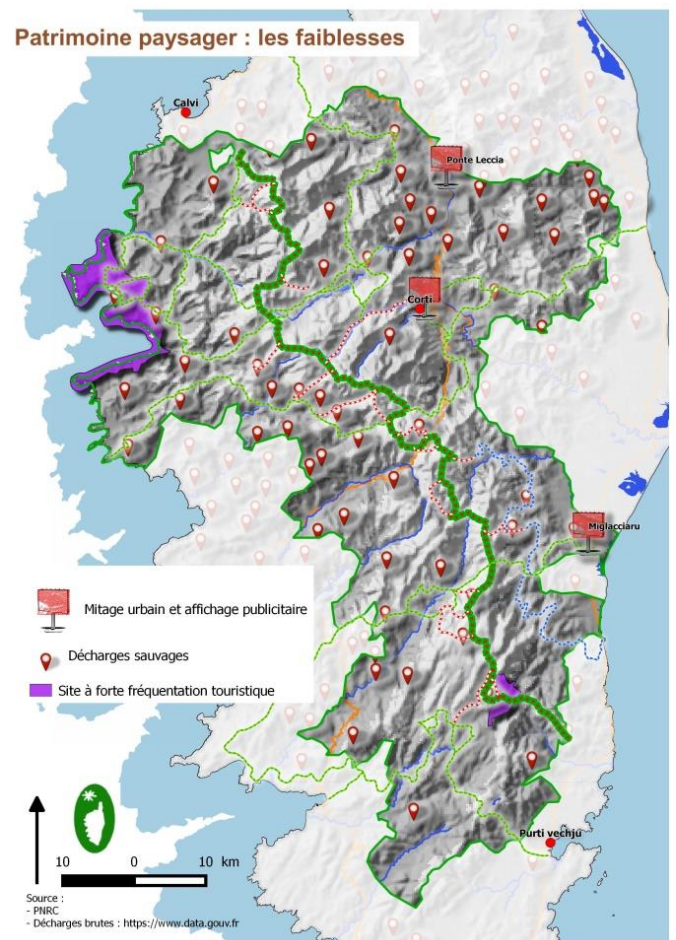 Patrimoine paysager : les faiblesses
Calvi
Ponte Leccia
Corti
Miglacciaru
Mitage urbain et affichage publicitaire
Décharges sauvages
Site à forte fréquentation touristique
Purti vechju
10 0 10 km
Source :
- PNRC
- Décharges brutes : https://www.data.gouv.fr